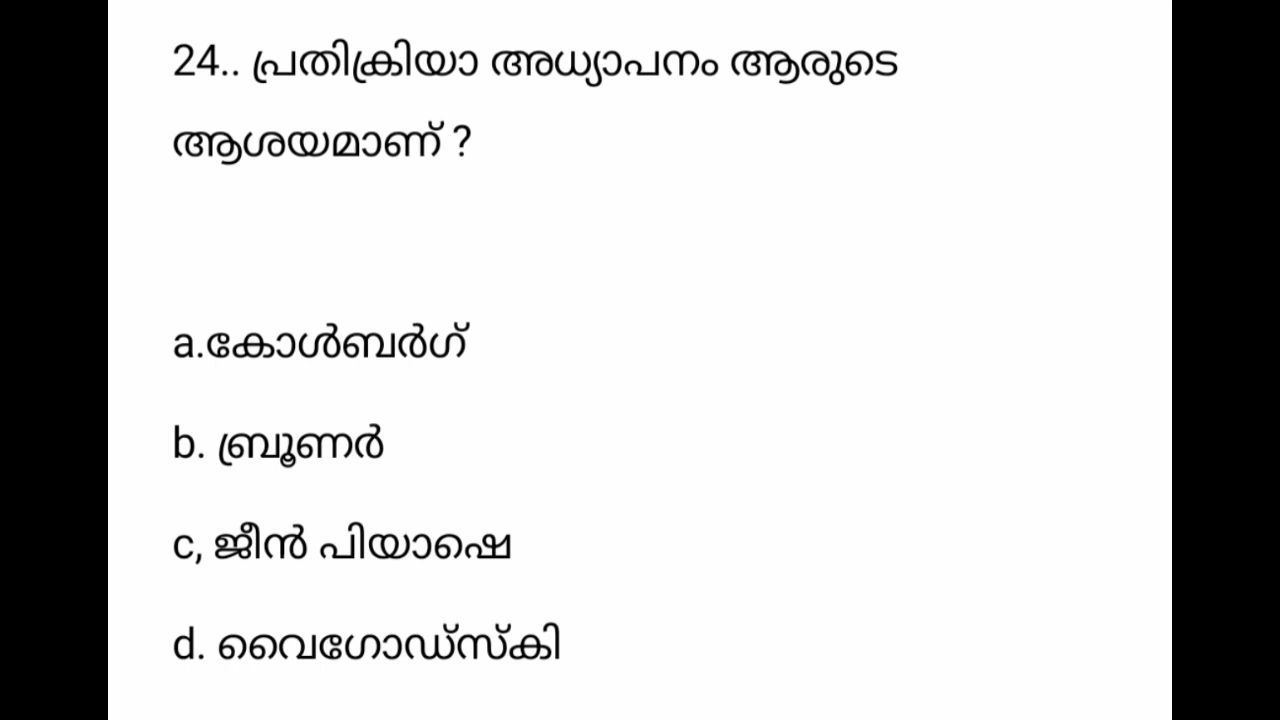 24.. പ്രതിക്രിയാ അധ്യാപനം ആരുടെ
ആശയമാണ് ?
a.കോൾബർഗ്
b. ബ്രൂണർ
c, ജീൻ പിയാഷെ
d. വൈഗോഡ്സ്കി